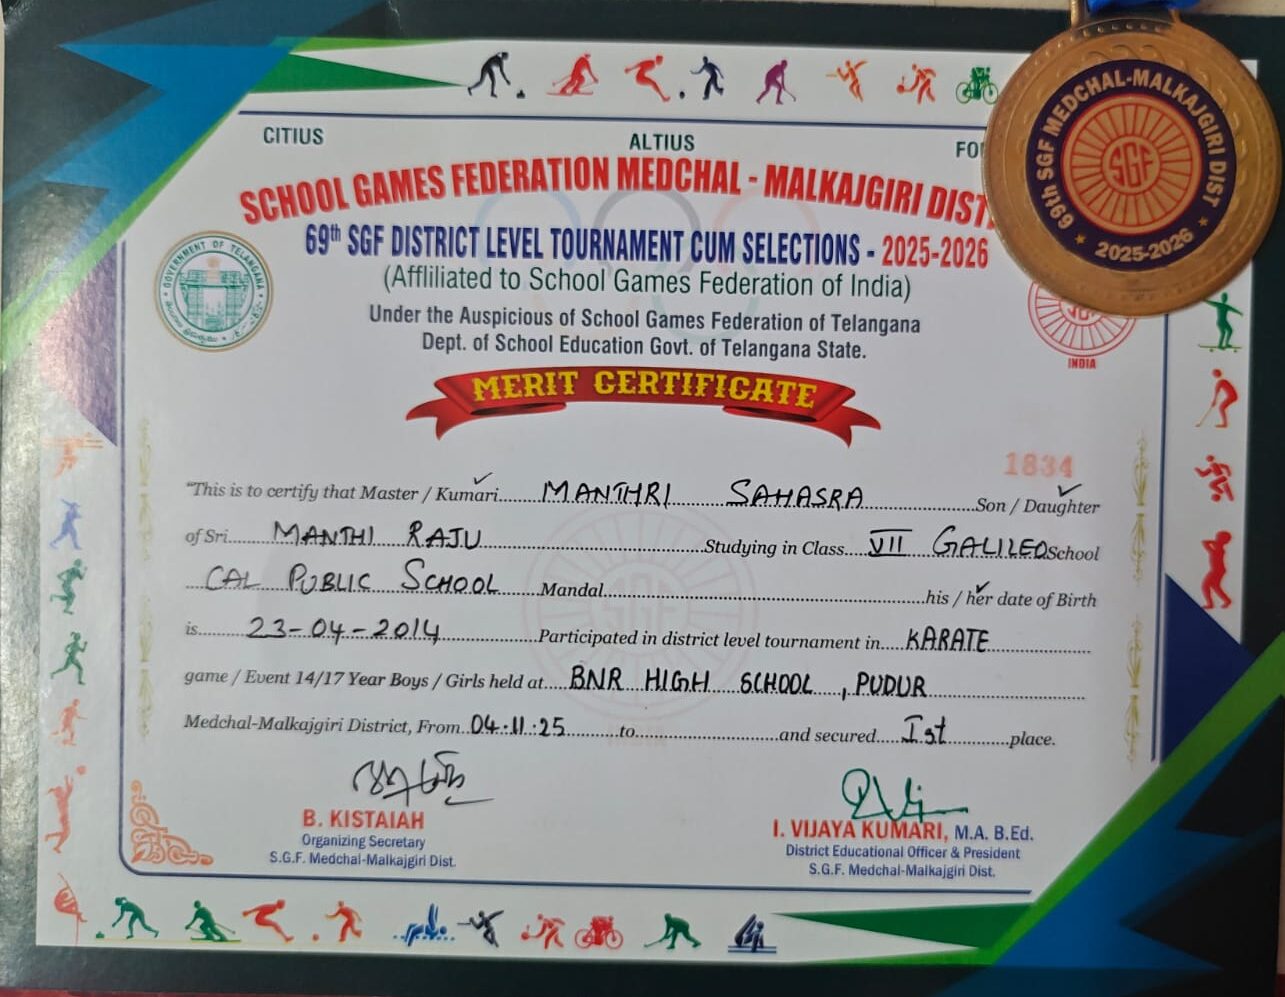 CITIUS ALTIUS FO
SCHOOL GAMES FEDERATION MEDCHAL - MALKAJGIRI DIST.
69th SGF DISTRICT LEVEL TOURNAMENT CUM SELECTIONS - 2025-2026
(Affliliated to School Games Federation of India)
Under the Auspicious of School Games Federation of Telangana
Dept. of School Education Govt. of Telangana State.
69th SGF MEDCHAL-MALKAJGIRI DIST
SGF
2025-2026
GOVERNMENT OF TELANGANA
INDIA
MERIT CERTIFICATE
1834
"This is to certify that Master / Kumari......MANTHRI SAHASRA......Son / Daughter
of Sri......MANTHI RAJU......Studying in Class....VII GALILEO School
CAL PUBLIC SCHOOL......Mandal......his / her date of Birth
is......23-04-2014......Participated in district level tournament in.....KARATE
game / Event 14/17 Year Boys / Girls held at....BNR HIGH SCHOOL, PUDUR
Medchal-Malkajgiri District, From 04.11.25......to......and secured....Ist......place.
SGF
INDIA
B. KISTAIAH
Organizing Secretary
S.G.F. Medchal-Malkajgiri Dist.
I. VIJAYA KUMARI, M.A. B.Ed.
District Educational Officer & President
S.G.F. Medchal-Malkajgiri Dist.